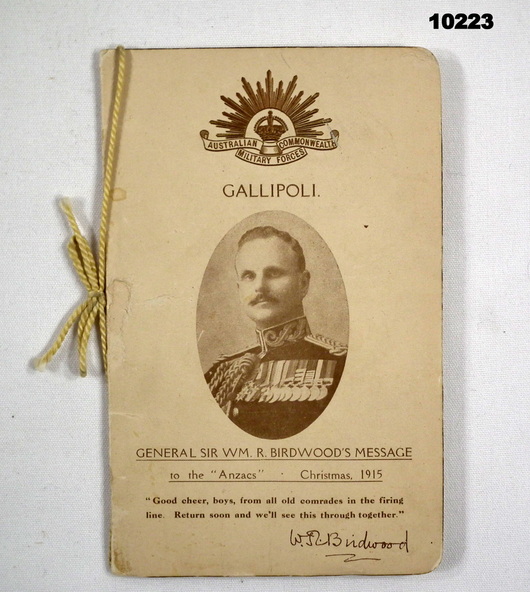 10223
AUSTRALIAN COMMONWEALTH
MILITARY FORCES
GALLIPOLI.
GENERAL SIR WM. R. BIRDWOOD'S MESSAGE
to the "Anzacs" · Christmas, 1915
"Good cheer, boys, from all old comrades in the firing
line. Return soon and we'll see this through together."
W. R. Birdwood